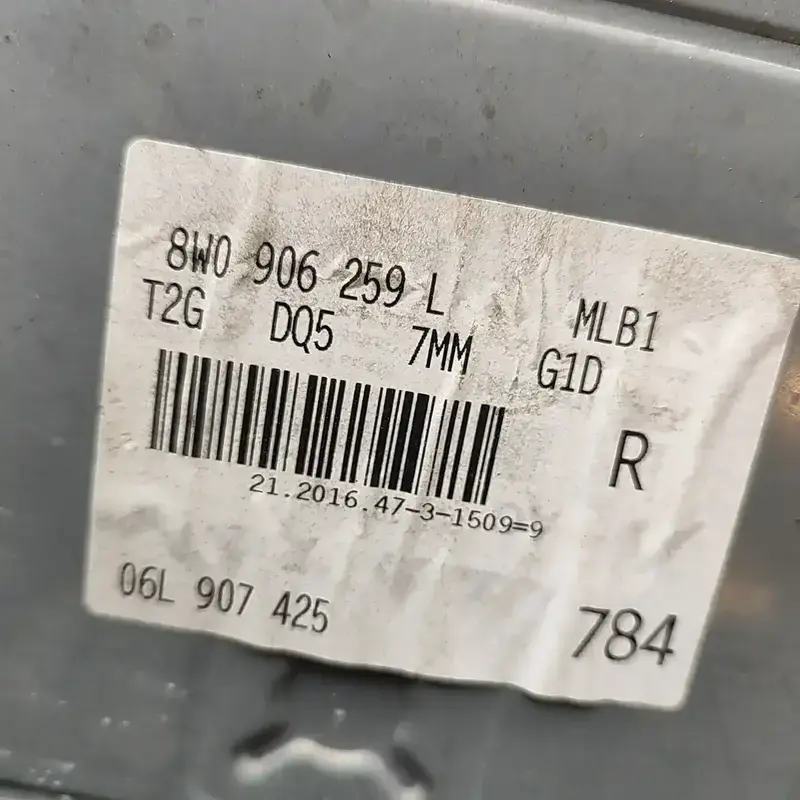 8W0 906 259 L MLB1
T2G DQ5 7MM G1D
R
21.2016.47-3-1509=9
06L 907 425 784